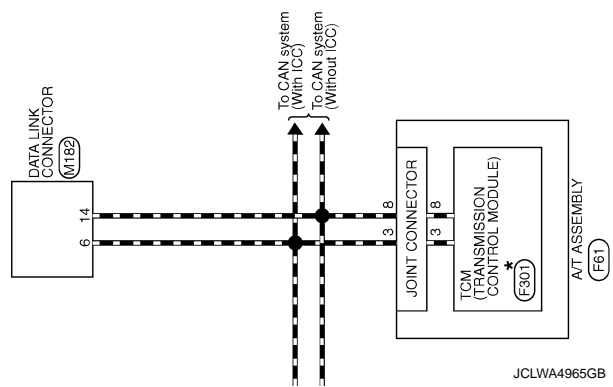 DATA LINK
CONNECTOR
M182
14
6
To CAN system
(With ICC)
To CAN system
(Without ICC)
8
3
JOINT CONNECTOR
8
3
TCM
(TRANSMISSION
CONTROL MODULE)
*
F301
A/T ASSEMBLY
F61
JCLWA4965GB